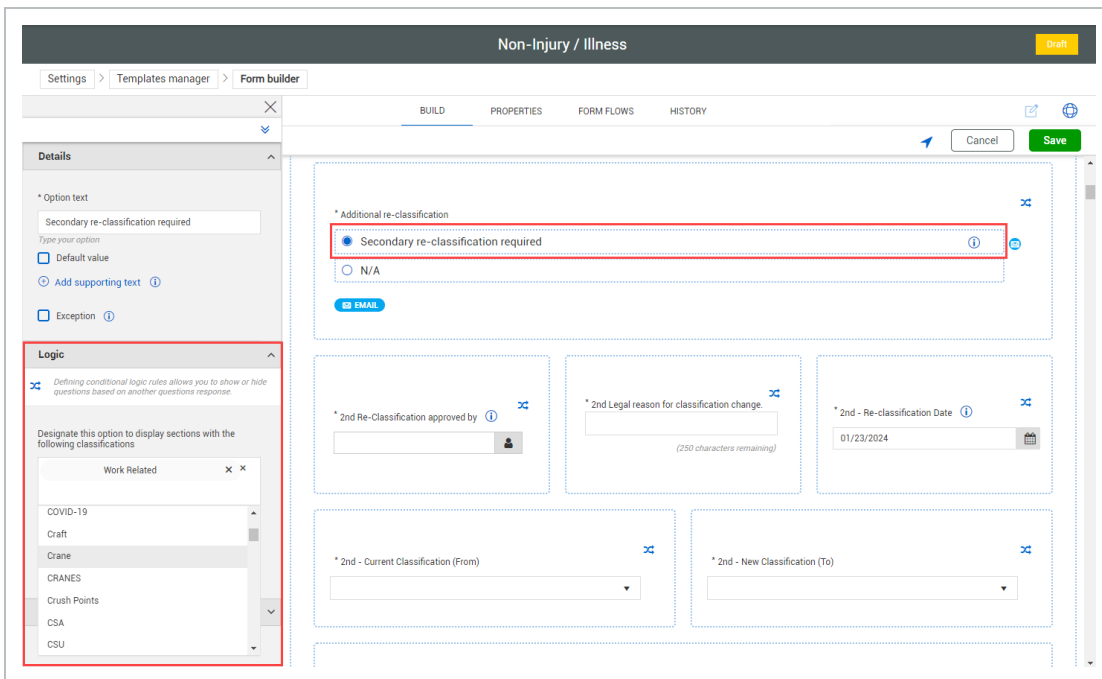 Non-Injury / Illness
Draft
Settings > Templates manager > Form builder
BUILD PROPERTIES FORM FLOWS HISTORY
Cancel Save
Details
* Option text
Secondary re-classification required
Type your option
Default value
Add supporting text
Exception
Logic
Defining conditional logic rules allows you to show or hide
questions based on another questions response.
Designate this option to display sections with the
following classifications
Work Related
COVID-19
Craft
Crane
CRANES
Crush Points
CSA
CSU
* Additional re-classification
Secondary re-classification required
N/A
EMAIL
* 2nd Re-Classification approved by
* 2nd Legal reason for classification change.
(250 characters remaining)
* 2nd - Re-classification Date
01/23/2024
* 2nd - Current Classification (From)
* 2nd - New Classification (To)